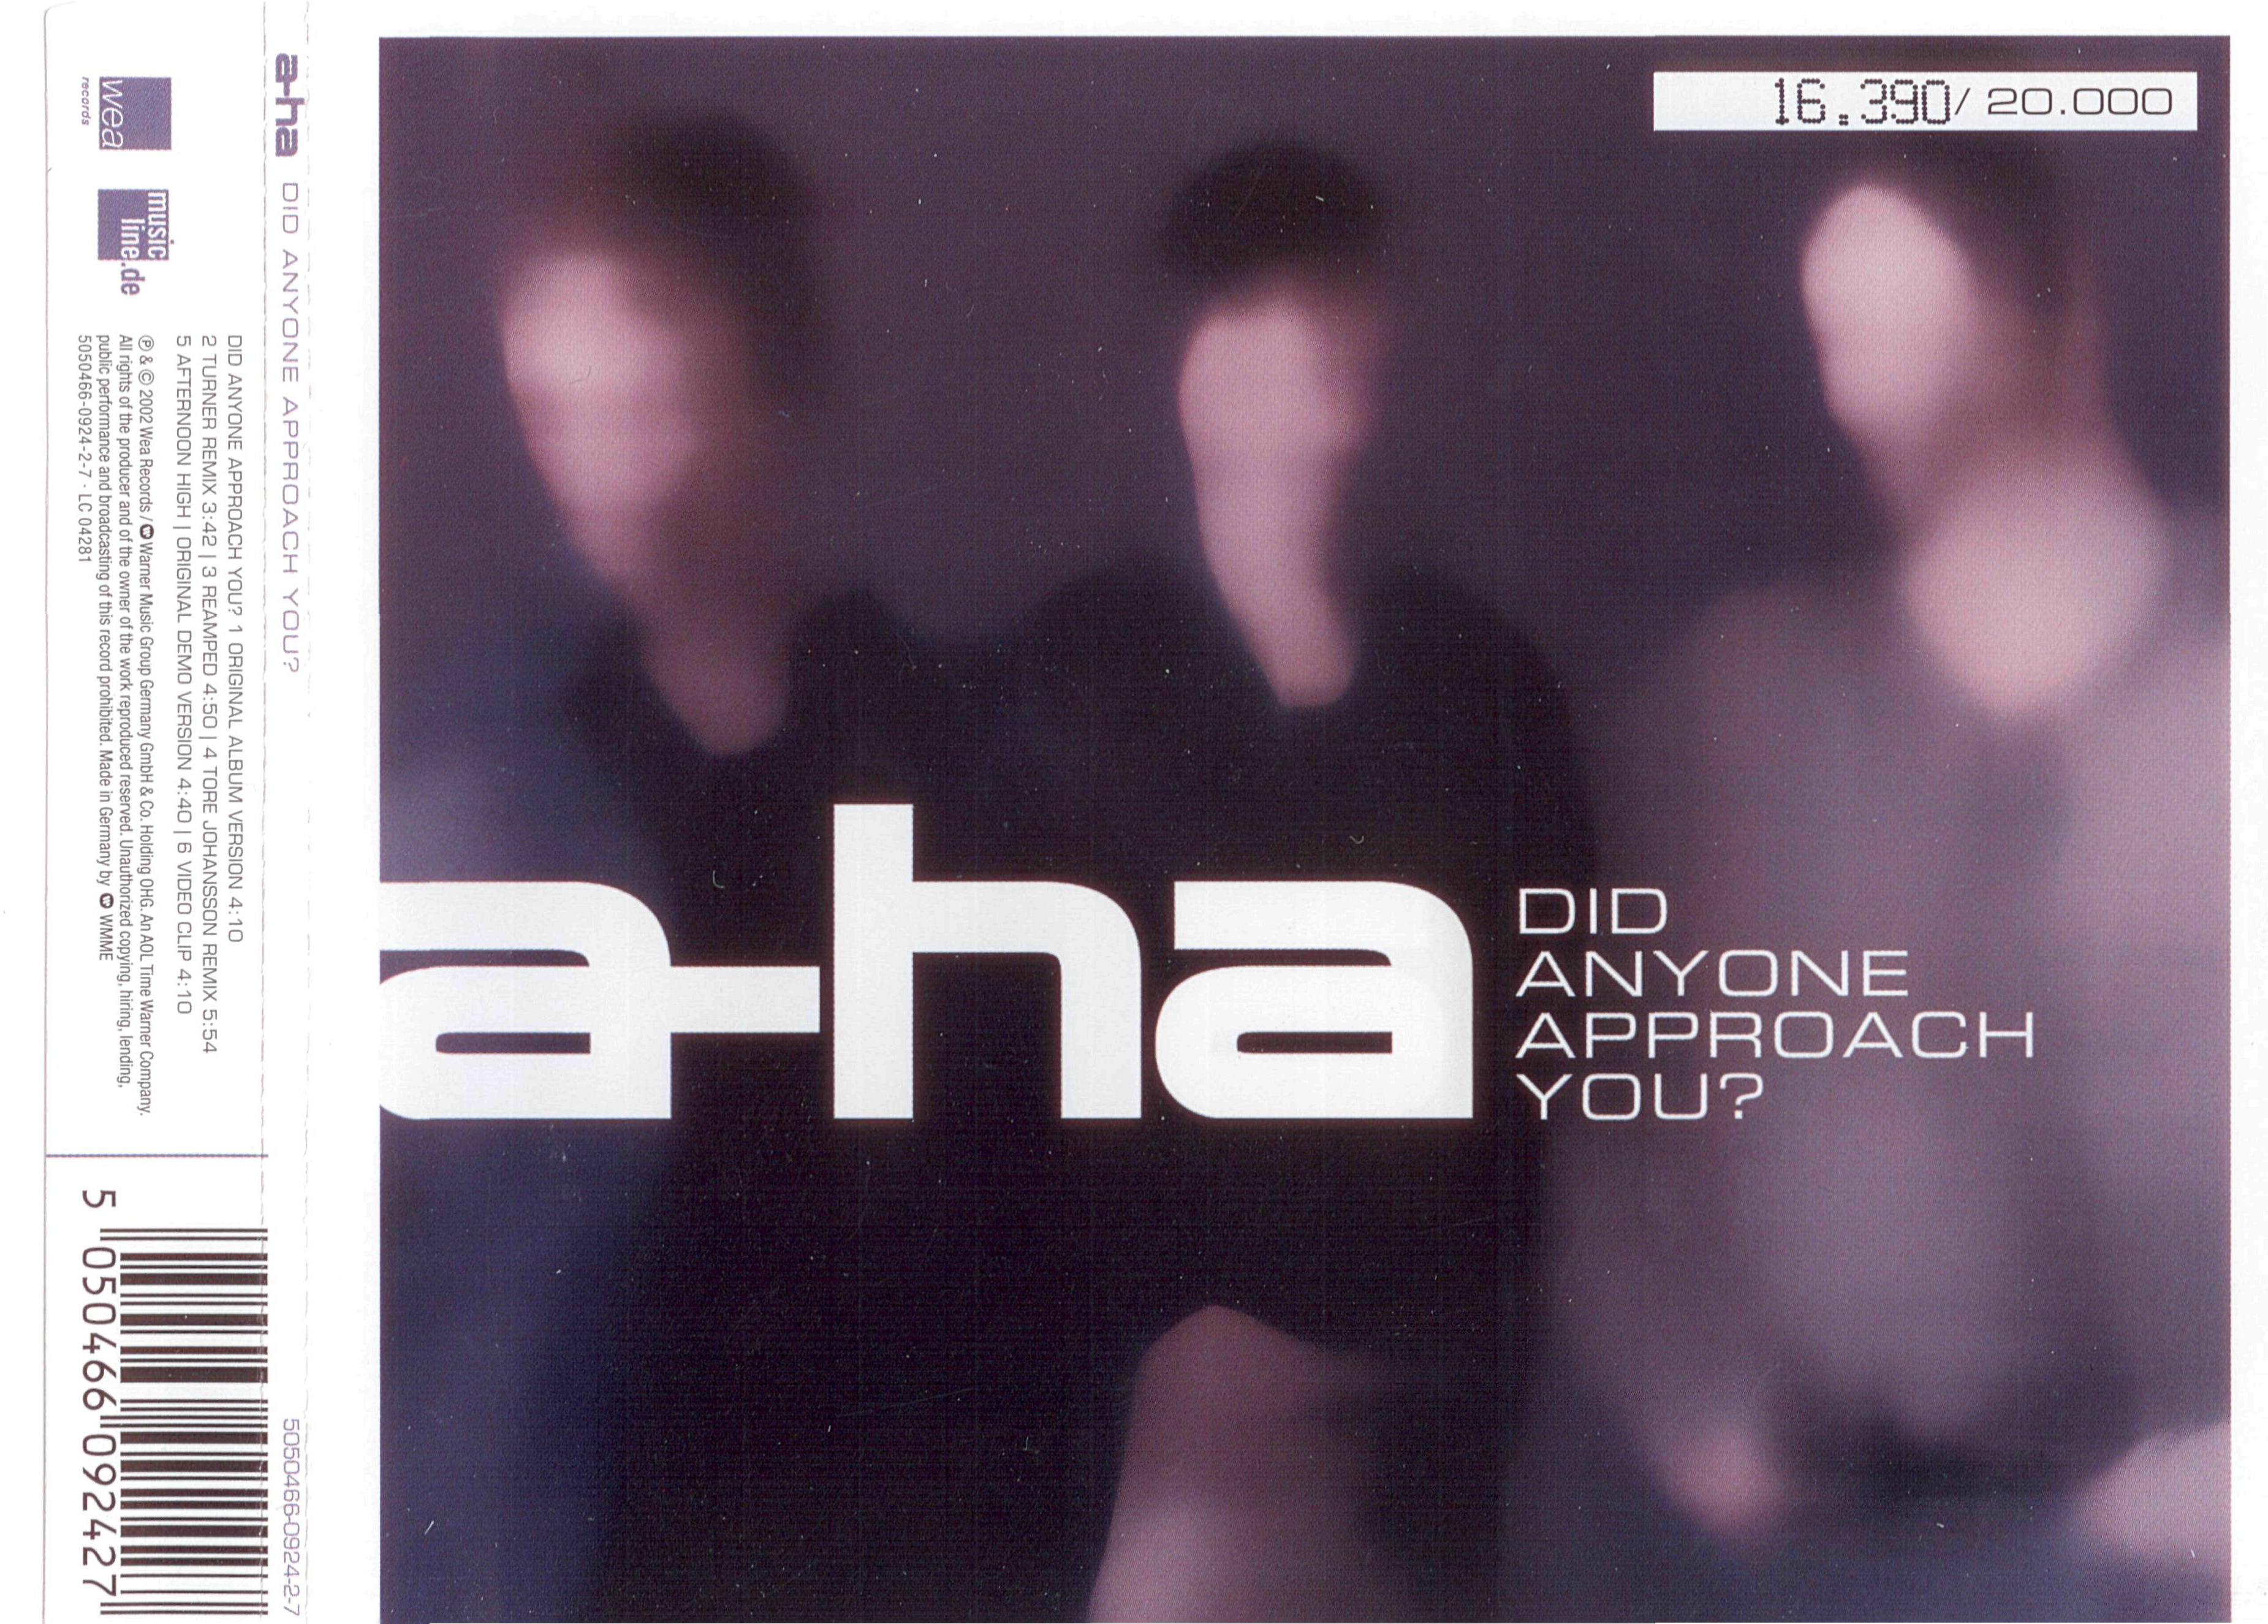 16.390/ 20.000
a-ha
DID
ANYONE
APPROACH
YOU?
a-ha DID ANYONE APPROACH YOU?
5050466-0924-2-7
DID ANYONE APPROACH YOU? 1 ORIGINAL ALBUM VERSION 4:10
2 TURNER REMIX 3:42 | 3 REAMPED 4:50 | 4 TORE JOHANSSON REMIX 5:54
5 AFTERNOON HIGH | ORIGINAL DEMO VERSION 4:40 | 6 VIDEO CLIP 4:10
℗ & © 2002 Wea Records / Warner Music Group Germany GmbH & Co. Holding OHG. An AOL Time Warner Company.
All rights of the producer and of the owner of the work reproduced reserved. Unauthorized copying, hiring, lending,
public performance and broadcasting of this record prohibited. Made in Germany by WMME
5050466-0924-2-7 · LC 04281
wea
records
music
line.de
5 050466 092427